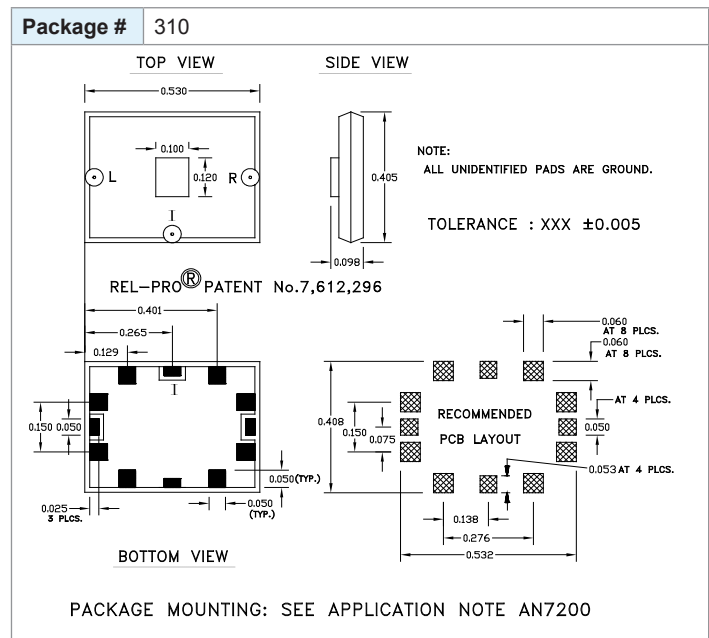 Package # 310
TOP VIEW SIDE VIEW
0.530
0.100
0.120
L R
I
0.405
0.098
NOTE:
ALL UNIDENTIFIED PADS ARE GROUND.
TOLERANCE : XXX ±0.005
REL-PRO® PATENT No.7,612,296
0.401
0.265
0.129
I
0.150 0.050
0.025
3 PLCS.
0.050(TYP.)
0.050
(TYP.)
BOTTOM VIEW
0.060
AT 8 PLCS.
0.060
AT 8 PLCS.
AT 4 PLCS.
0.050
0.408
0.150
0.075
RECOMMENDED
PCB LAYOUT
0.053 AT 4 PLCS.
0.138
0.276
0.532
PACKAGE MOUNTING: SEE APPLICATION NOTE AN7200